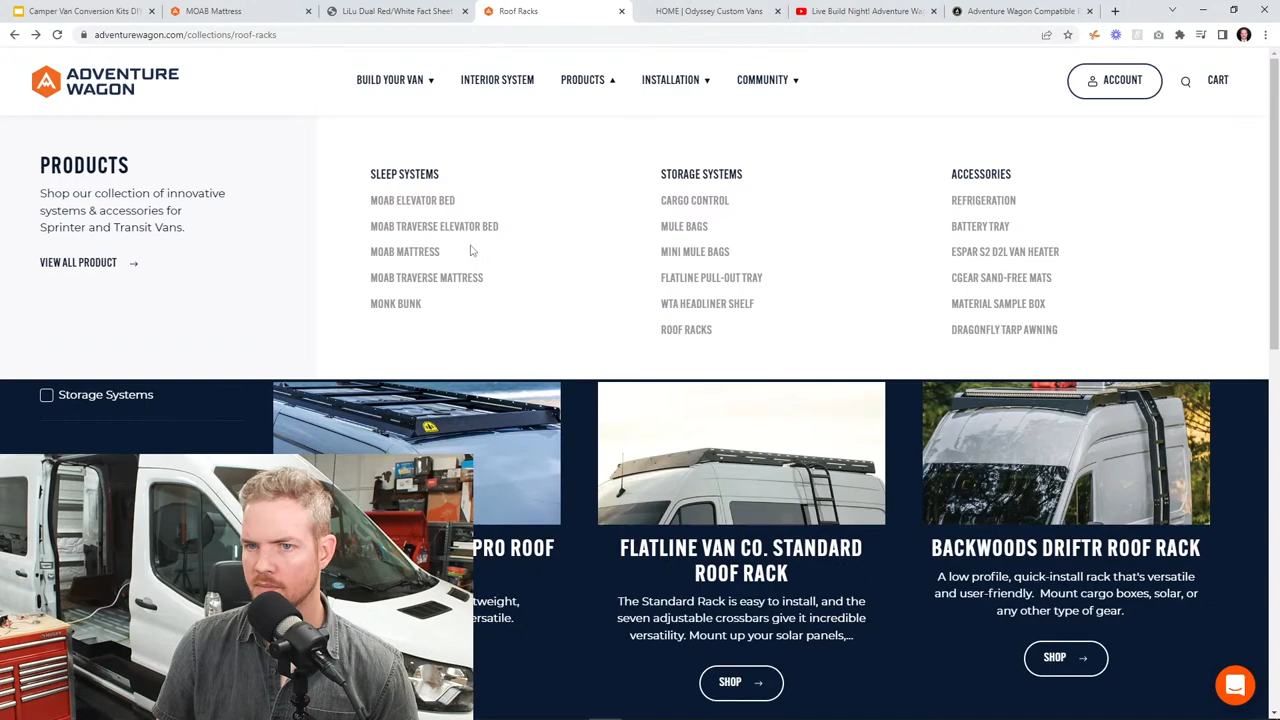 Camper Van Conversion Kits DIY
MOAB Mattress
LiLu Dual Red/White Fact Sheet
Roof Racks
HOME | Odyssey Custom Vans
Live Build Night! Adventure Wag
Adventure Wagon Compatible P
adventurewagon.com/collections/roof-racks
ADVENTURE
WAGON
BUILD YOUR VAN
INTERIOR SYSTEM
PRODUCTS
INSTALLATION
COMMUNITY
ACCOUNT
CART
PRODUCTS
Shop our collection of innovative
systems & accessories for
Sprinter and Transit Vans.
VIEW ALL PRODUCT →
SLEEP SYSTEMS
MOAB ELEVATOR BED
MOAB TRAVERSE ELEVATOR BED
MOAB MATTRESS
MOAB TRAVERSE MATTRESS
MONK BUNK
STORAGE SYSTEMS
CARGO CONTROL
MULE BAGS
MINI MULE BAGS
FLATLINE PULL-OUT TRAY
WTA HEADLINER SHELF
ROOF RACKS
ACCESSORIES
REFRIGERATION
BATTERY TRAY
ESPAR S2 D2L VAN HEATER
CGEAR SAND-FREE MATS
MATERIAL SAMPLE BOX
DRAGONFLY TARP AWNING
Storage Systems
PRO ROOF
tweight,
ersatile.
FLATLINE VAN CO. STANDARD
ROOF RACK
The Standard Rack is easy to install, and the
seven adjustable crossbars give it incredible
versatility. Mount up your solar panels,...
SHOP →
BACKWOODS DRIFTR ROOF RACK
A low profile, quick-install rack that's versatile
and user-friendly. Mount cargo boxes, solar, or
any other type of gear.
SHOP →